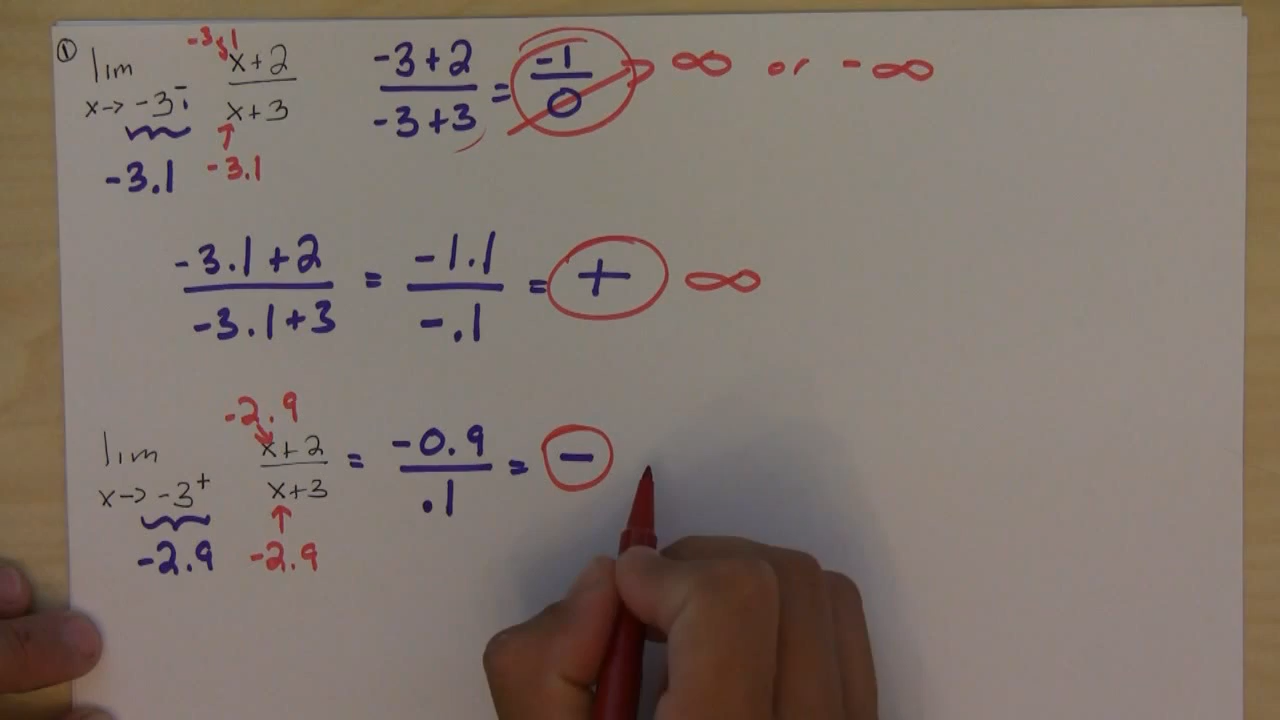 ① lim x→ -3⁻ x+2 / x+3 -3.1 -3+2 / -3+3 = -1 / 0 ∞ or -∞
-3.1 -3.1
-3.1+2 / -3.1+3 = -1.1 / -.1 = + ∞
-2.9
lim x→ -3⁺ x+2 / x+3 = -0.9 / .1 = -
-2.9 -2.9